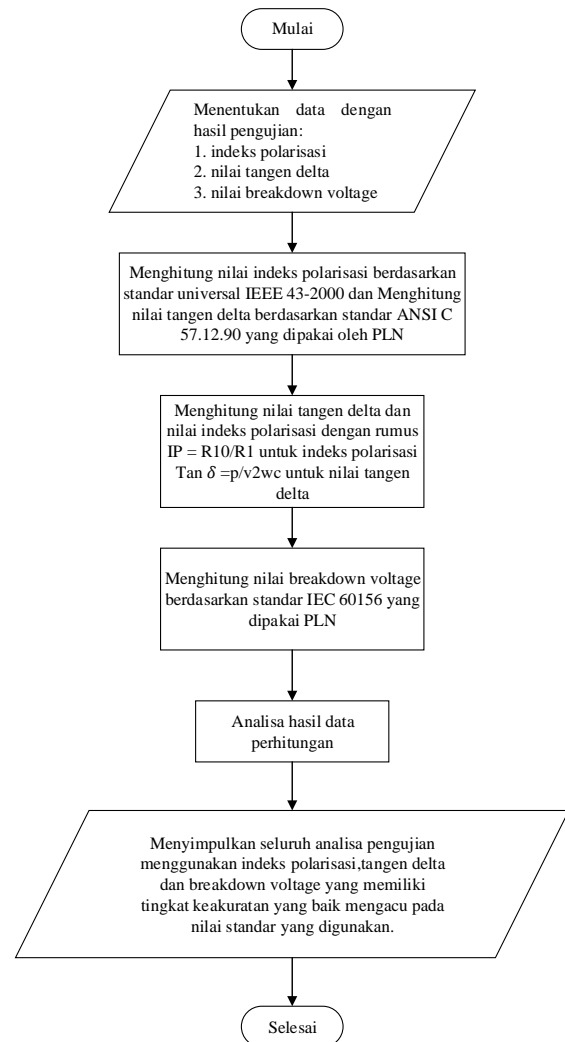 Mulai
Menentukan data dengan
hasil pengujian:
1. indeks polarisasi
2. nilai tangen delta
3. nilai breakdown voltage
Menghitung nilai indeks polarisasi berdasarkan
standar universal IEEE 43-2000 dan Menghitung
nilai tangen delta berdasarkan standar ANSI C
57.12.90 yang dipakai oleh PLN
Menghitung nilai tangen delta dan
nilai indeks polarisasi dengan rumus
IP = R10/R1 untuk indeks polarisasi
Tan 𝛿 =p/v2wc untuk nilai tangen
delta
Menghitung nilai breakdown voltage
berdasarkan standar IEC 60156 yang
dipakai PLN
Analisa hasil data
perhitungan
Menyimpulkan seluruh analisa pengujian
menggunakan indeks polarisasi,tangen delta
dan breakdown voltage yang memiliki
tingkat keakuratan yang baik mengacu pada
nilai standar yang digunakan.
Selesai